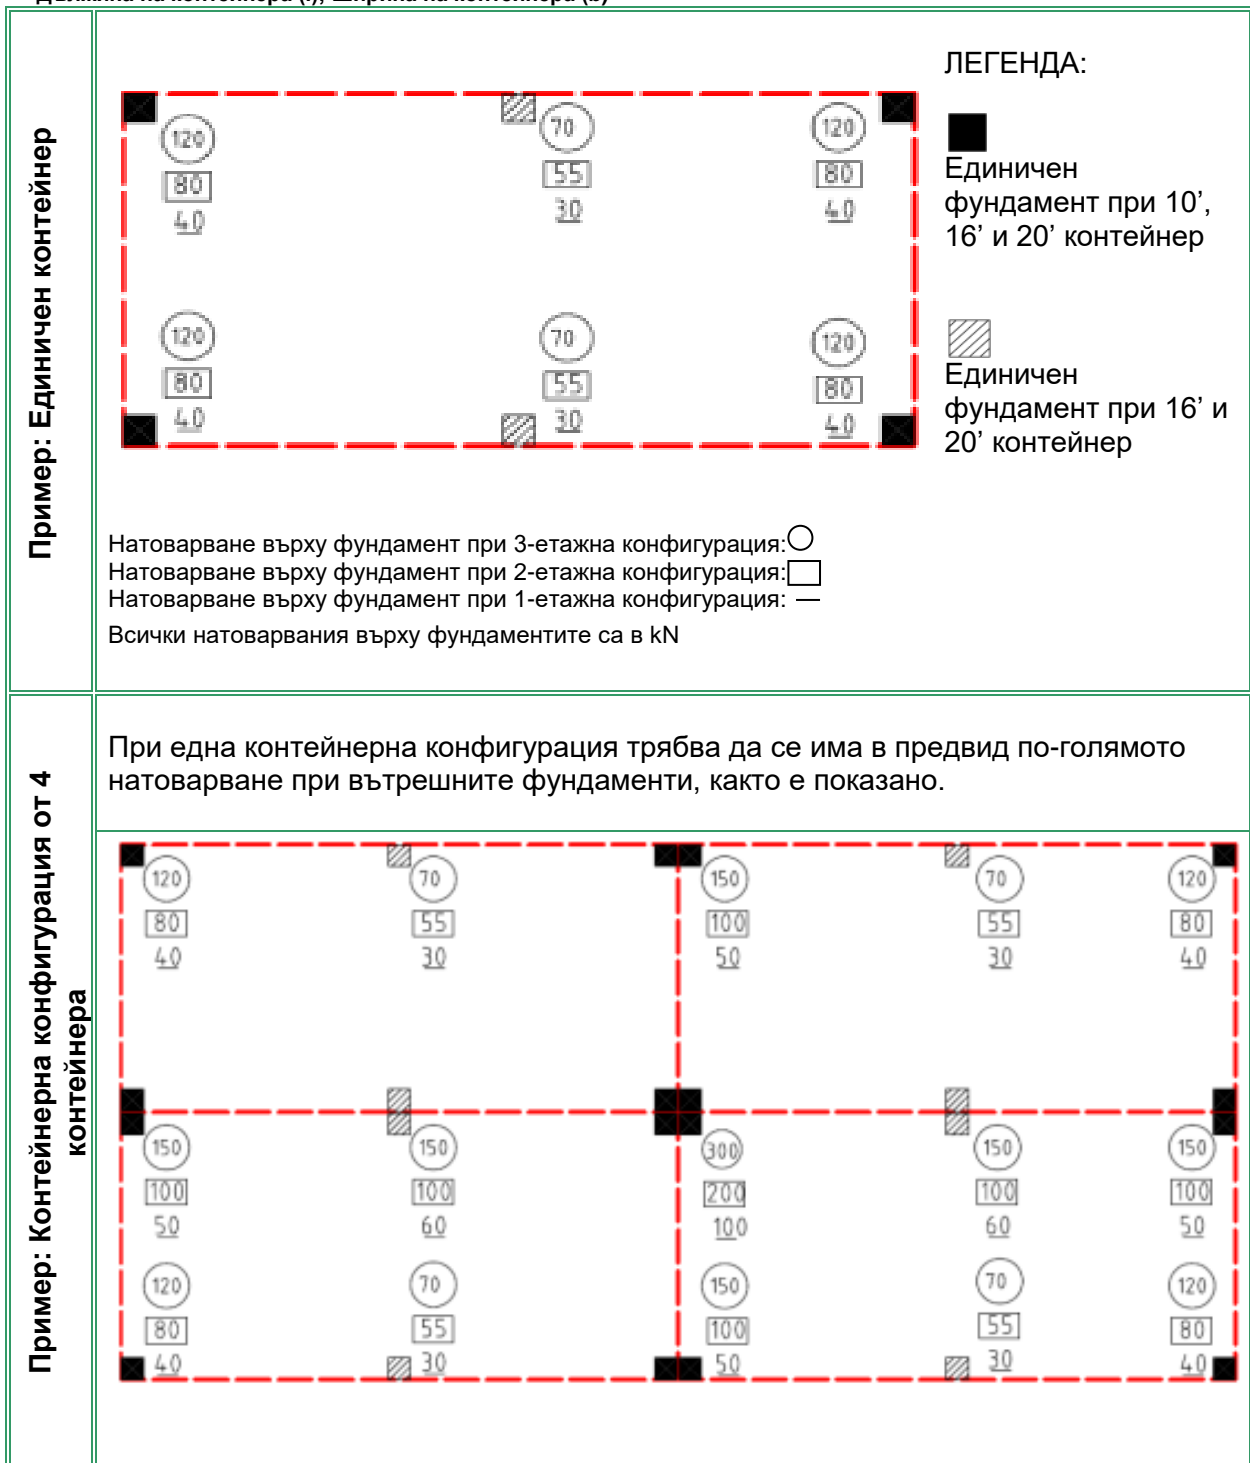 Дължина на контейнера (l), Ширина на контейнера (b)
Пример: Единичен контейнер
120 70 120
80 55 80
40 30 40
120 70 120
80 55 80
40 30 40
ЛЕГЕНДА:
Единичен
фундамент при 10’,
16’ и 20’ контейнер
Единичен
фундамент при 16’ и
20’ контейнер
Натоварване върху фундамент при 3-етажна конфигурация:
Натоварване върху фундамент при 2-етажна конфигурация:
Натоварване върху фундамент при 1-етажна конфигурация:
Всички натоварвания върху фундаментите са в kN
Пример: Контейнерна конфигурация от 4
контейнера
При една контейнерна конфигурация трябва да се има в предвид по-голямото
натоварване при вътрешните фундаменти, както е показано.
120 70 150 70 120
80 55 100 55 80
40 30 50 30 40
150 150 300 150 150
100 100 200 100 100
50 60 100 60 50
120 70 150 70 120
80 55 100 55 80
40 30 50 30 40